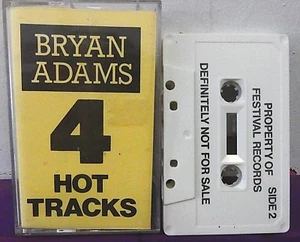 BRYAN
ADAMS
4
HOT
TRACKS
PROPERTY OF SIDE 2
FESTIVAL RECORDS
DEFINITELY NOT FOR SALE